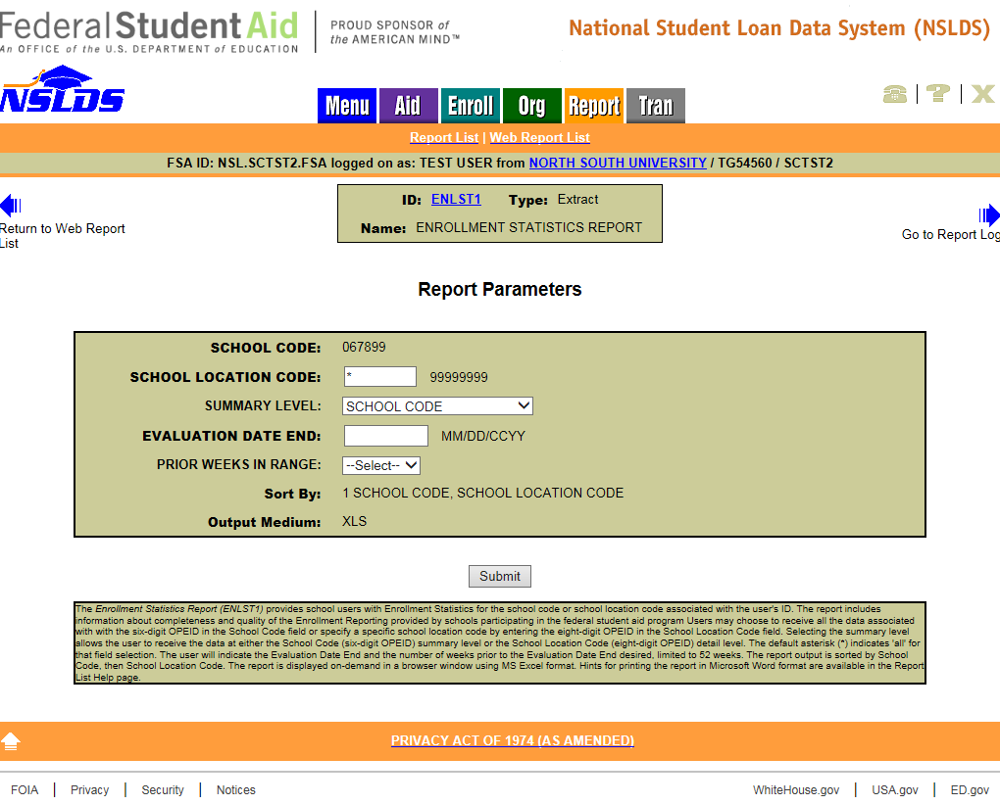 Federal Student Aid
An OFFICE of the U.S. DEPARTMENT of EDUCATION
PROUD SPONSOR of
the AMERICAN MIND™
National Student Loan Data System (NSLDS)
NSLDS
Menu Aid Enroll Org Report Tran
?
X
Report List | Web Report List
FSA ID: NSL.SCTST2.FSA logged on as: TEST USER from NORTH SOUTH UNIVERSITY / TG54560 / SCTST2
Return to Web Report
List
ID: ENLST1 Type: Extract
Name: ENROLLMENT STATISTICS REPORT
Go to Report Log
Report Parameters
SCHOOL CODE: 067899
SCHOOL LOCATION CODE: * 99999999
SUMMARY LEVEL: SCHOOL CODE
EVALUATION DATE END: MM/DD/CCYY
PRIOR WEEKS IN RANGE: --Select--
Sort By: 1 SCHOOL CODE, SCHOOL LOCATION CODE
Output Medium: XLS
Submit
The Enrollment Statistics Report (ENLST1) provides school users with Enrollment Statistics for the school code or school location code associated with the user's ID. The report includes
information about completeness and quality of the Enrollment Reporting provided by schools participating in the federal student aid program Users may choose to receive all the data associated
with with the six-digit OPEID in the School Code field or specify a specific school location code by entering the eight-digit OPEID in the School Location Code field. Selecting the summary level
allows the user to receive the data at either the School Code (six-digit OPEID) summary level or the School Location Code (eight-digit OPEID) detail level. The default asterisk (*) indicates 'all' for
that field selection. The user will indicate the Evaluation Date End and the number of weeks prior to the Evaluation Date End desired, limited to 52 weeks. The report output is sorted by School
Code, then School Location Code. The report is displayed on-demand in a browser window using MS Excel format. Hints for printing the report in Microsoft Word format are available in the Report
List Help page.
PRIVACY ACT OF 1974 (AS AMENDED)
FOIA | Privacy | Security | Notices
WhiteHouse.gov | USA.gov | ED.gov